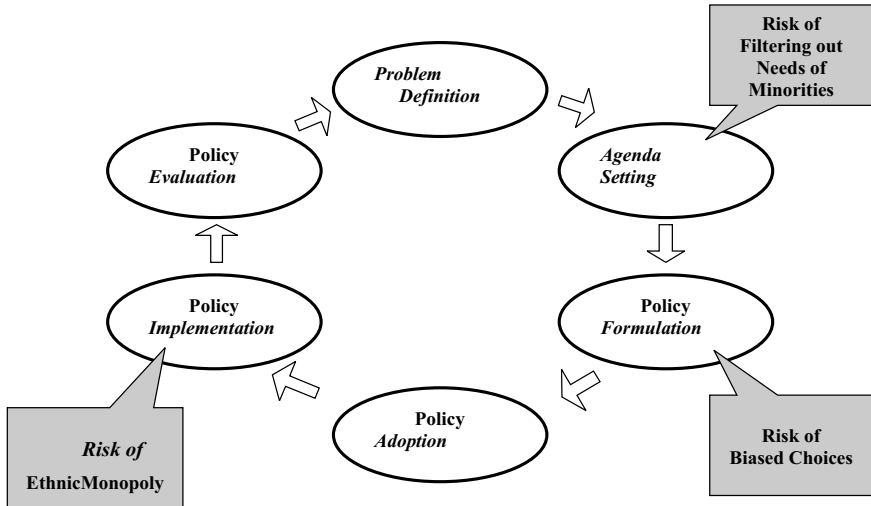 Problem
Definition
Risk of
Filtering out
Needs of
Minorities
Agenda
Setting
Policy
Formulation
Risk of
Biased Choices
Policy
Adoption
Policy
Implementation
Risk of
EthnicMonopoly
Policy
Evaluation